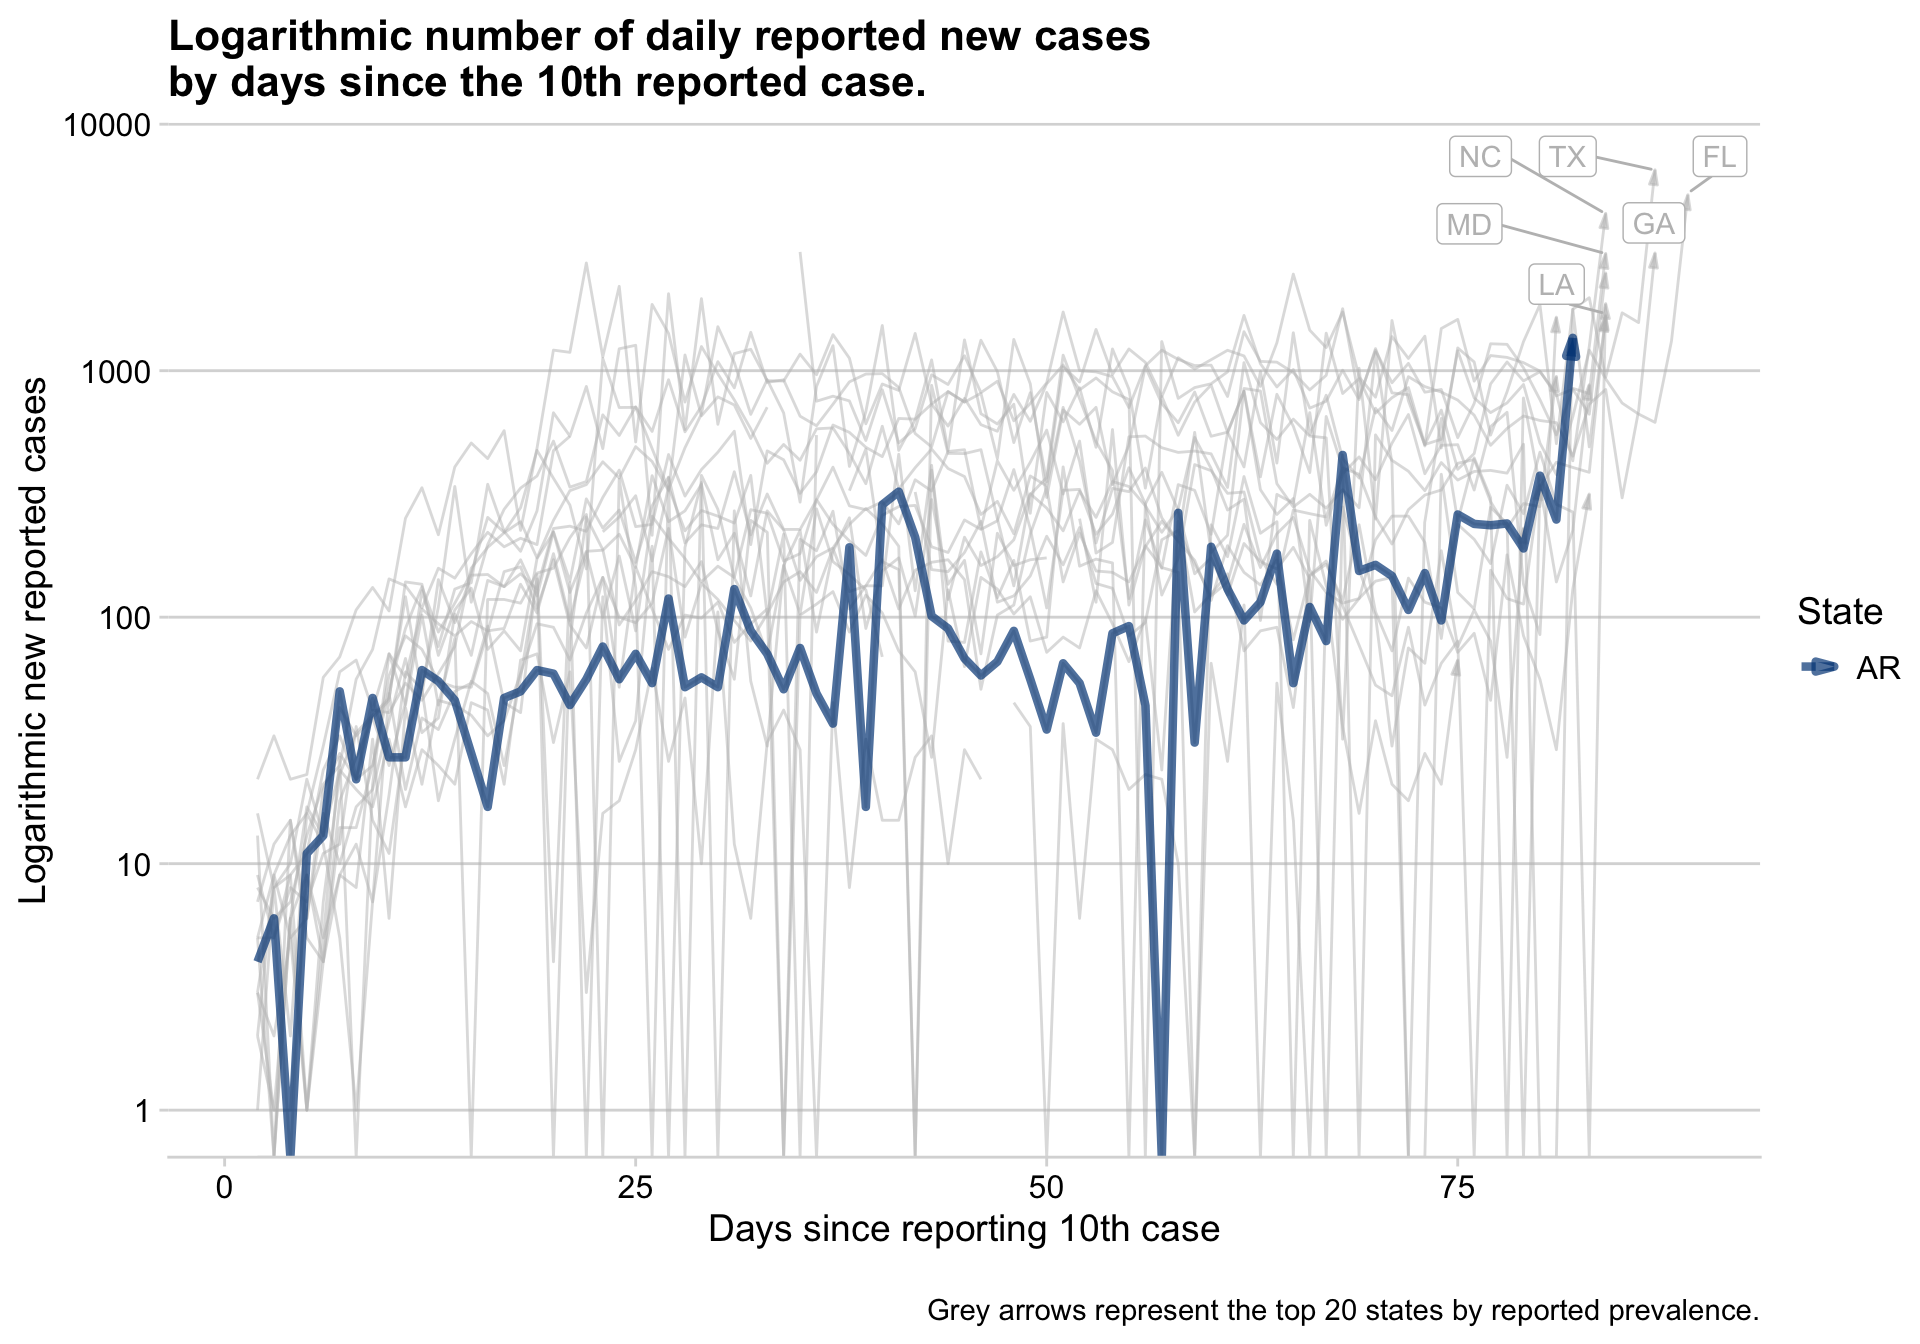 Logarithmic number of daily reported new cases
by days since the 10th reported case.
10000
1000
100
10
1
Logarithmic new reported cases
NC
TX
FL
MD
GA
LA
State
AR
0
25
50
75
Days since reporting 10th case
Grey arrows represent the top 20 states by reported prevalence.